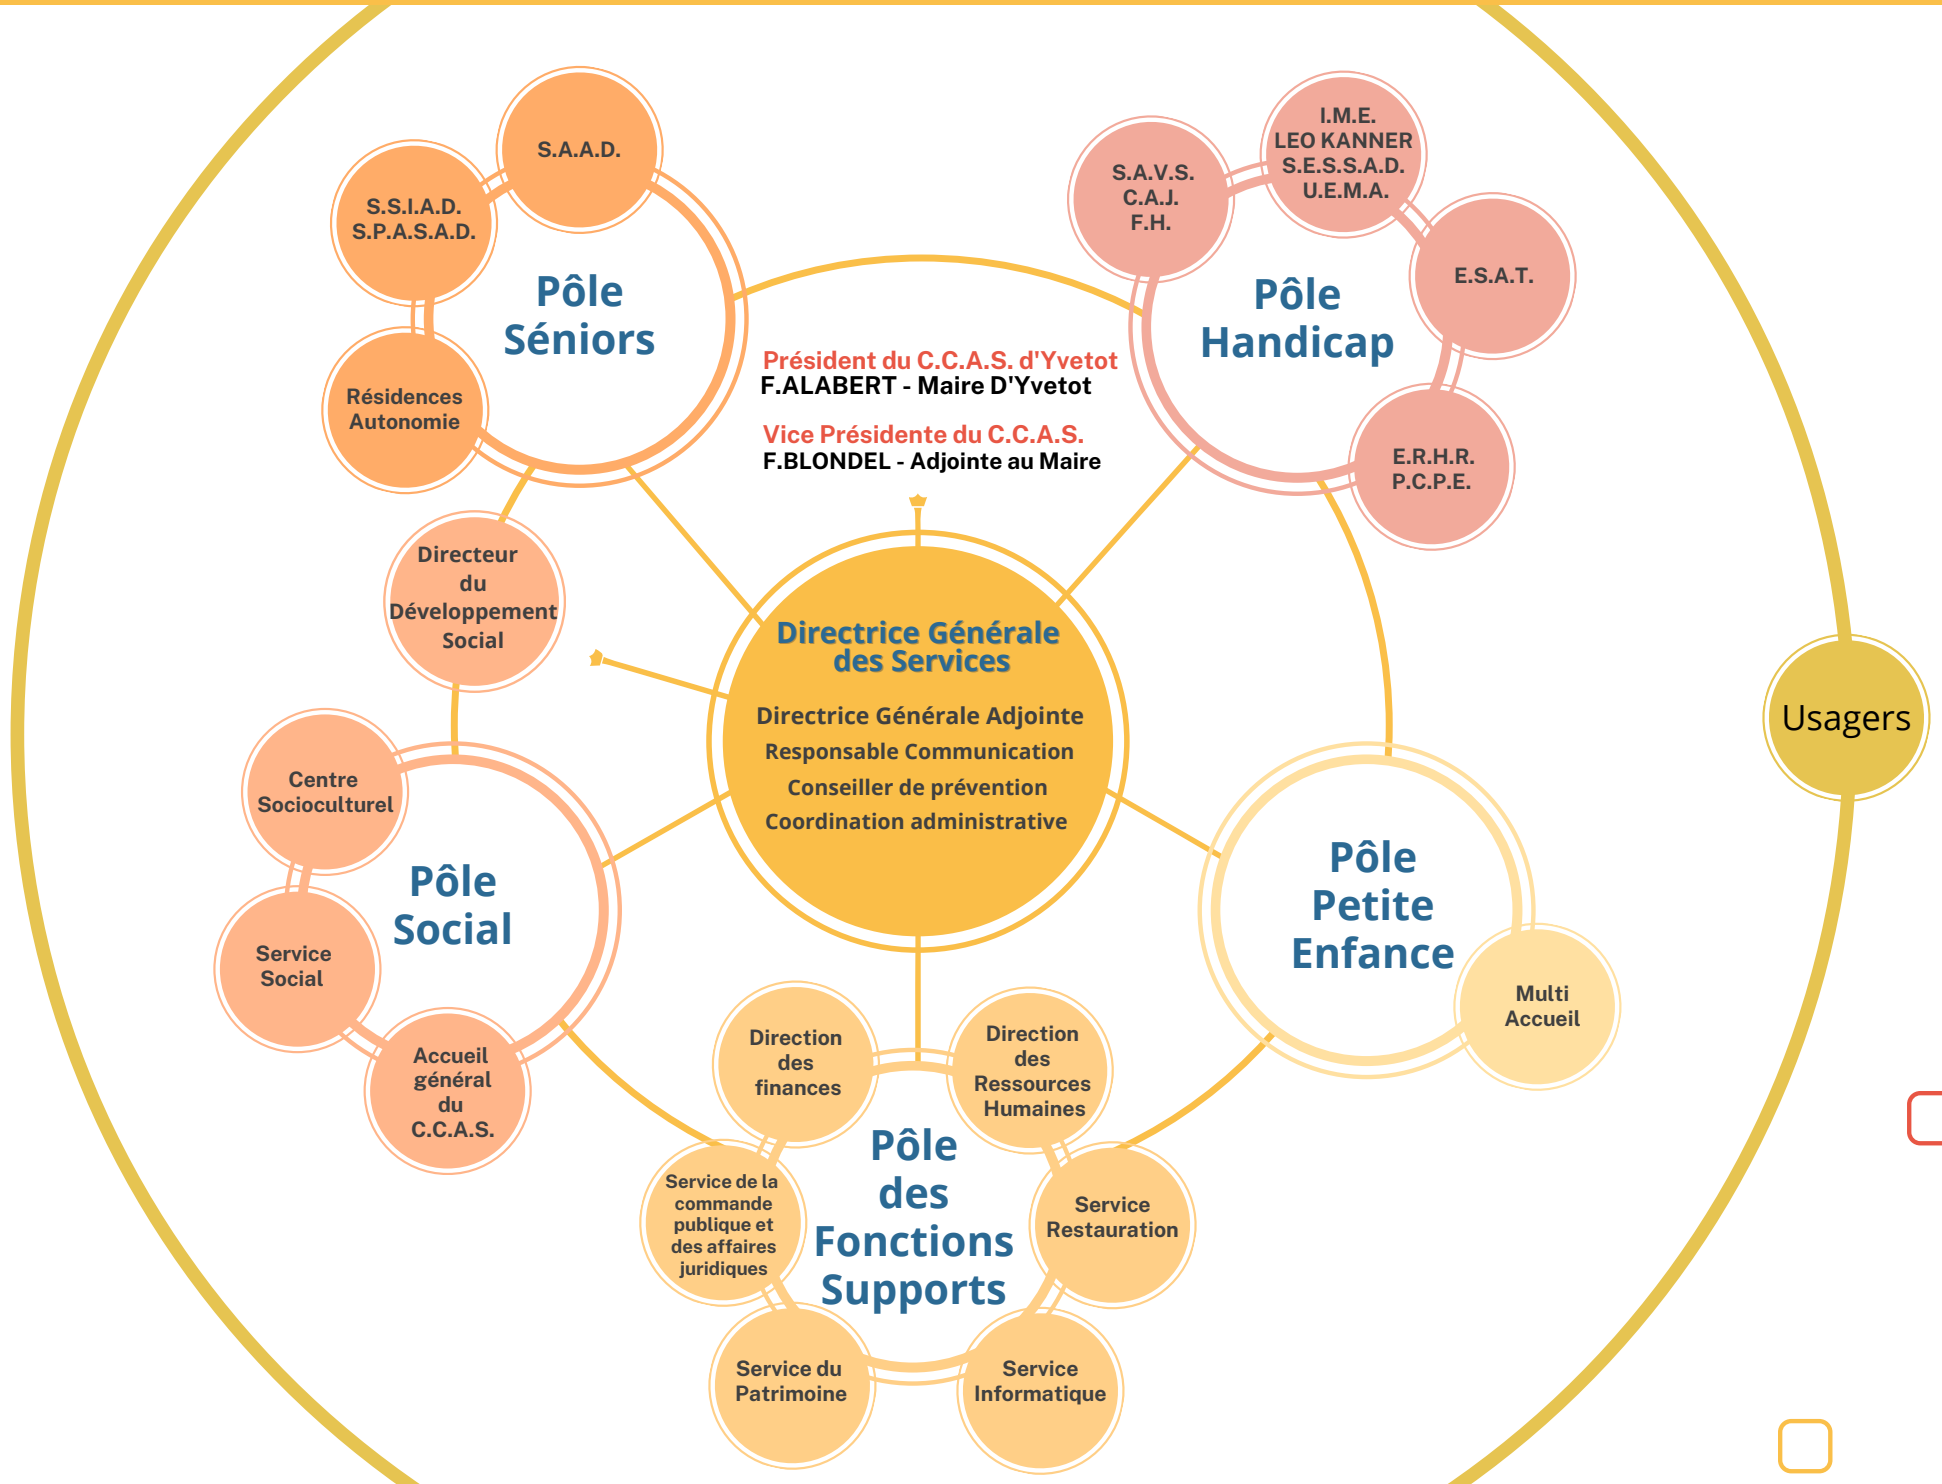 S.A.A.D.
S.S.I.A.D.
S.P.A.S.A.D.
Résidences
Autonomie
Pôle
Séniors
S.A.V.S.
C.A.J.
F.H.
I.M.E.
LEO KANNER
S.E.S.S.A.D.
U.E.M.A.
E.S.A.T.
E.R.H.R.
P.C.P.E.
Pôle
Handicap
Président du C.C.A.S. d'Yvetot
F.ALABERT - Maire D'Yvetot
Vice Présidente du C.C.A.S.
F.BLONDEL - Adjointe au Maire
Directeur
du
Développement
Social
Directrice Générale
des Services
Directrice Générale Adjointe
Responsable Communication
Conseiller de prévention
Coordination administrative
Usagers
Centre
Socioculturel
Service
Social
Accueil
général
du
C.C.A.S.
Pôle
Social
Pôle
Petite
Enfance
Multi
Accueil
Direction
des
finances
Direction
des
Ressources
Humaines
Service de la
commande
publique et
des affaires
juridiques
Pôle
des
Fonctions
Supports
Service
Restauration
Service du
Patrimoine
Service
Informatique